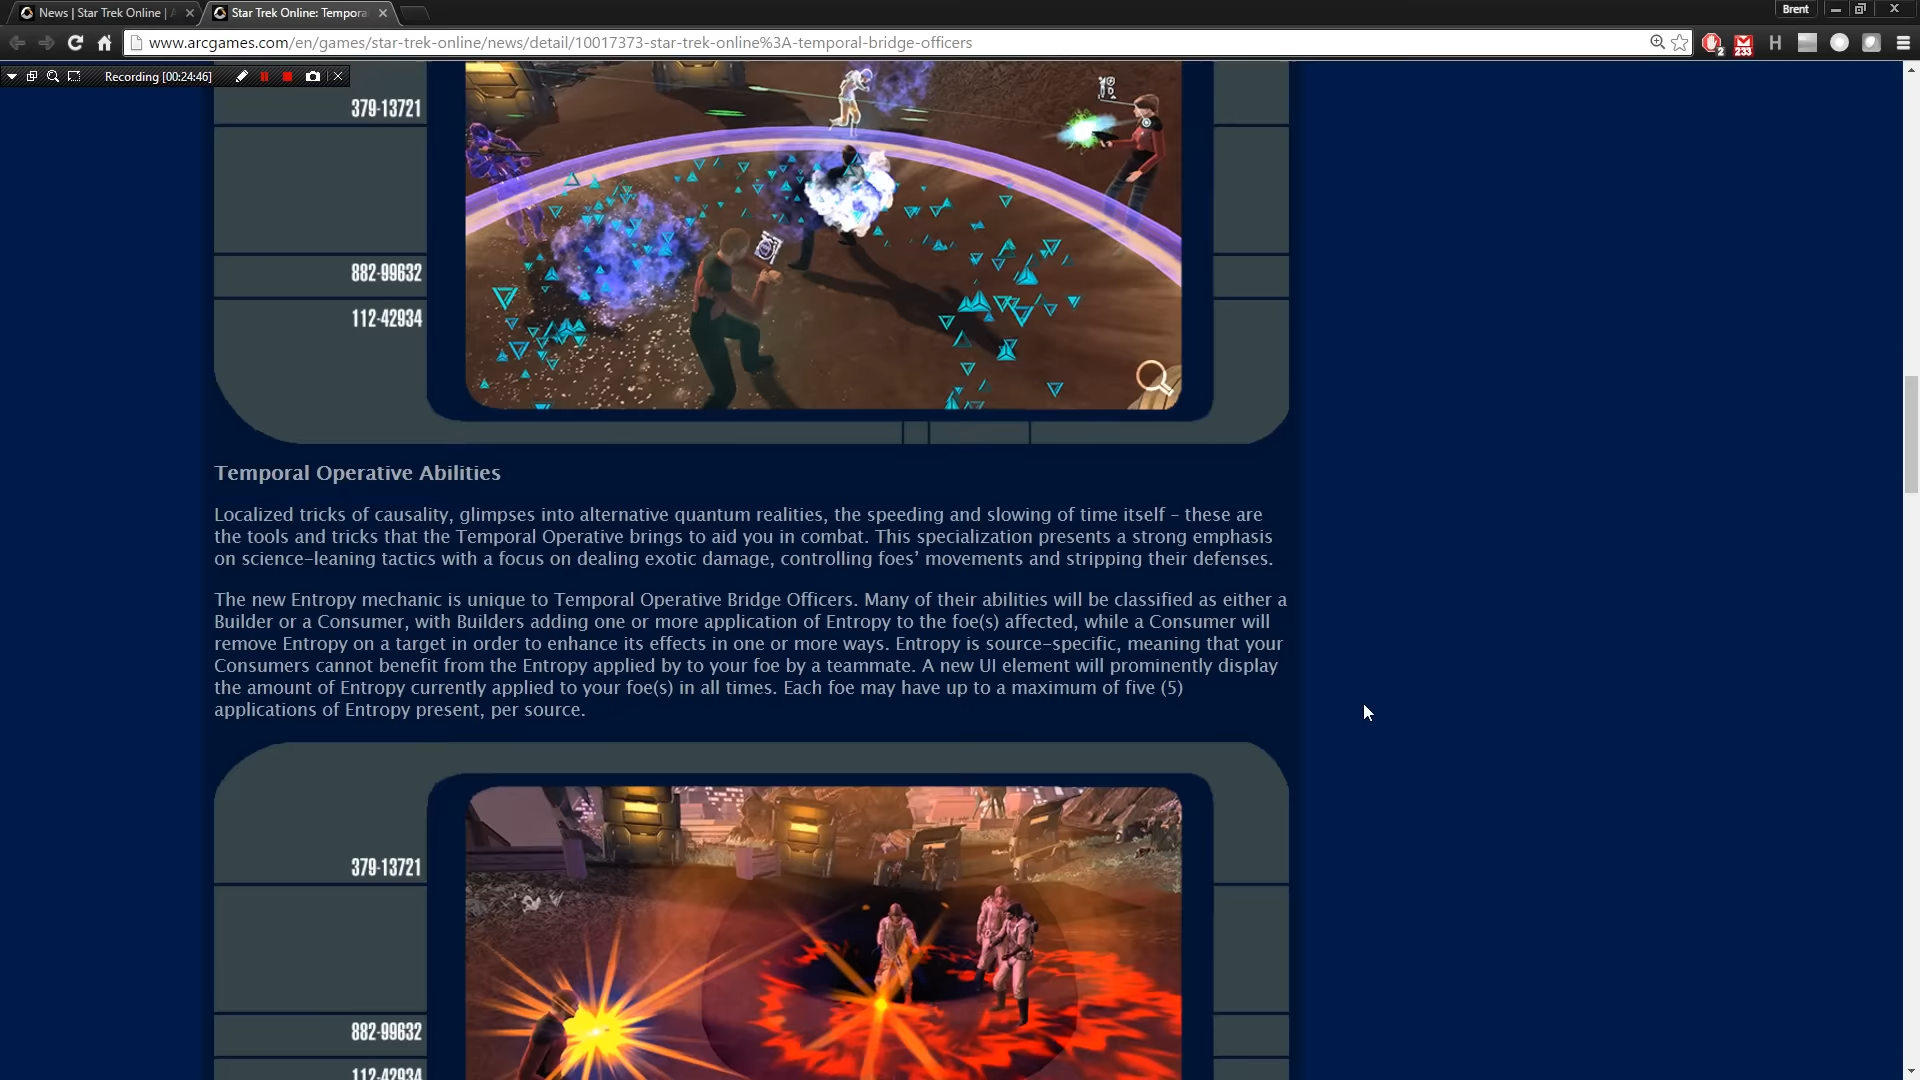 News | Star Trek Online | A
Star Trek Online: Tempora
Brent
www.arcgames.com/en/games/star-trek-online/news/detail/10017373-star-trek-online%3A-temporal-bridge-officers
2
233
H
Recording [00:24:46]
379-13721
882-99632
112-42934
Temporal Operative Abilities
Localized tricks of causality, glimpses into alternative quantum realities, the speeding and slowing of time itself – these are
the tools and tricks that the Temporal Operative brings to aid you in combat. This specialization presents a strong emphasis
on science-leaning tactics with a focus on dealing exotic damage, controlling foes’ movements and stripping their defenses.
The new Entropy mechanic is unique to Temporal Operative Bridge Officers. Many of their abilities will be classified as either a
Builder or a Consumer, with Builders adding one or more application of Entropy to the foe(s) affected, while a Consumer will
remove Entropy on a target in order to enhance its effects in one or more ways. Entropy is source-specific, meaning that your
Consumers cannot benefit from the Entropy applied by to your foe by a teammate. A new UI element will prominently display
the amount of Entropy currently applied to your foe(s) in all times. Each foe may have up to a maximum of five (5)
applications of Entropy present, per source.
379-13721
882-99632
112-42934